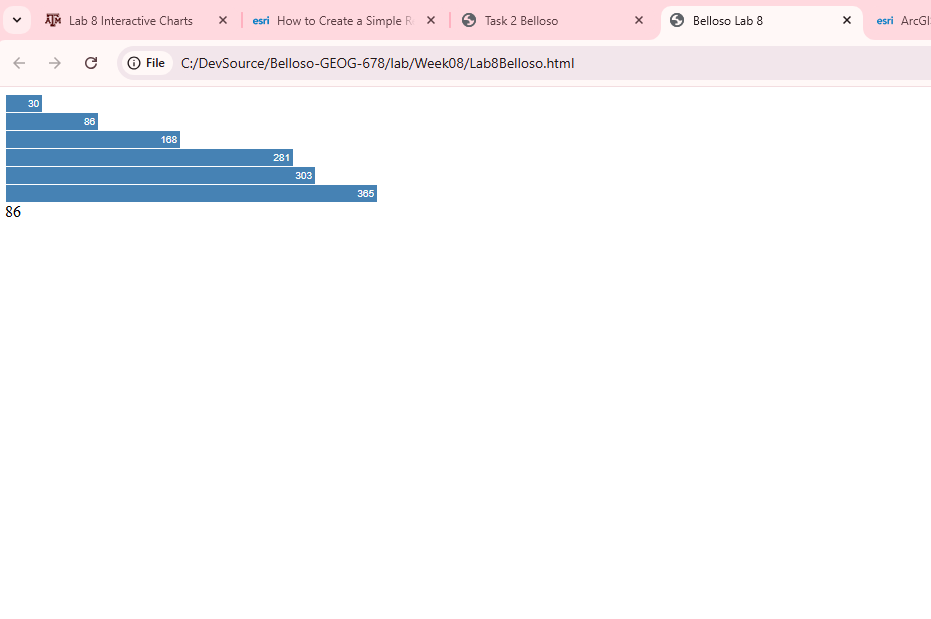 Lab 8 Interactive Charts
esri How to Create a Simple R
Task 2 Belloso
Belloso Lab 8
esri ArcGI
File C:/DevSource/Belloso-GEOG-678/lab/Week08/Lab8Belloso.html
30
86
168
281
303
365
86